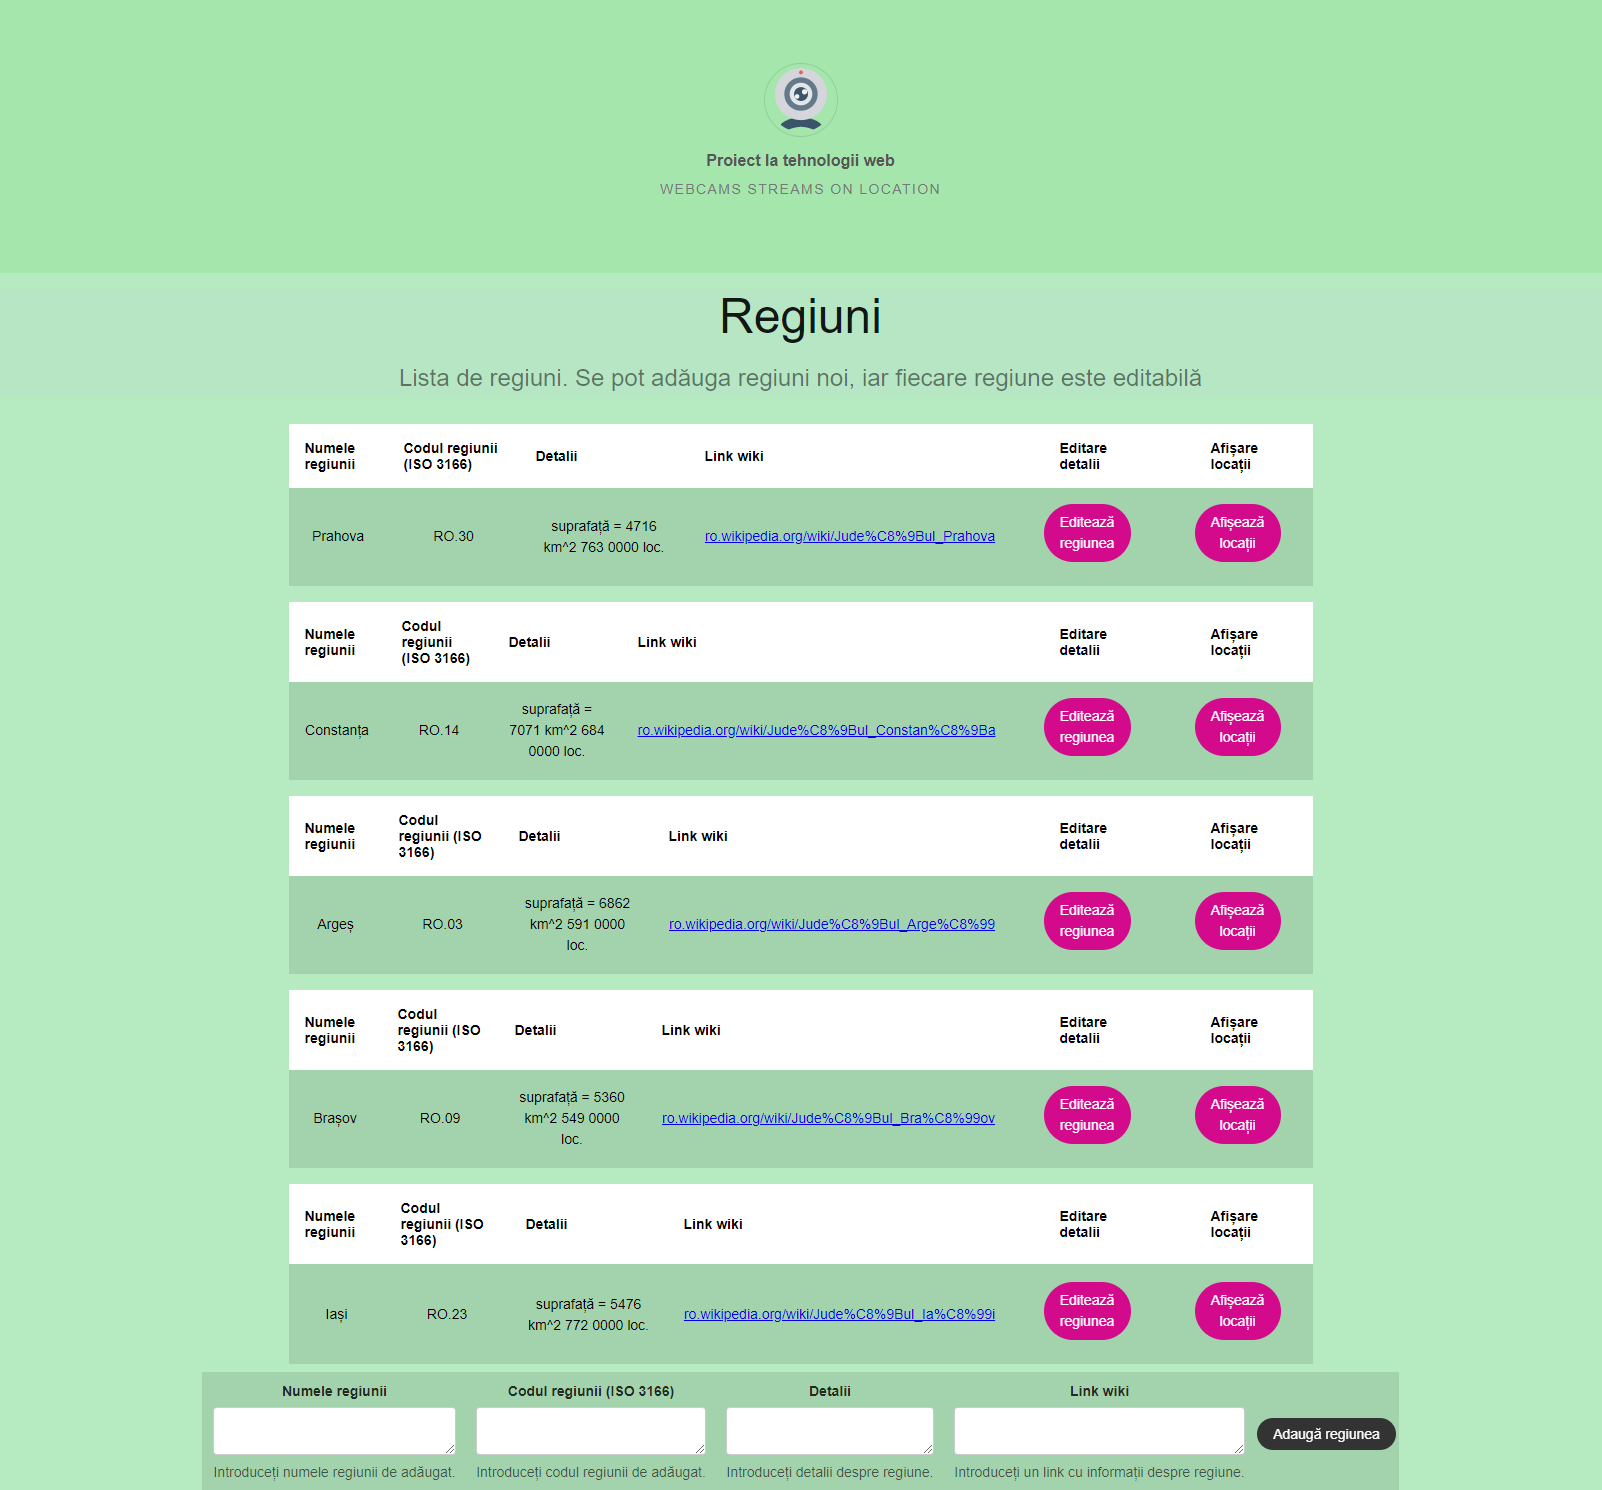 Proiect la tehnologii web
WEBCAMS STREAMS ON LOCATION
Regiuni
Lista de regiuni. Se pot adăuga regiuni noi, iar fiecare regiune este editabilă
Numele regiunii Codul regiunii (ISO 3166) Detalii Link wiki Editare detalii Afișare locații
Prahova RO.30 suprafață = 4716 km^2 763 0000 loc. ro.wikipedia.org/wiki/Jude%C8%9Bul_Prahova Editează regiunea Afișează locații
Numele regiunii Codul regiunii (ISO 3166) Detalii Link wiki Editare detalii Afișare locații
Constanța RO.14 suprafață = 7071 km^2 684 0000 loc. ro.wikipedia.org/wiki/Jude%C8%9Bul_Constan%C8%9Ba Editează regiunea Afișează locații
Numele regiunii Codul regiunii (ISO 3166) Detalii Link wiki Editare detalii Afișare locații
Argeș RO.03 suprafață = 6862 km^2 591 0000 loc. ro.wikipedia.org/wiki/Jude%C8%9Bul_Arge%C8%99 Editează regiunea Afișează locații
Numele regiunii Codul regiunii (ISO 3166) Detalii Link wiki Editare detalii Afișare locații
Brașov RO.09 suprafață = 5360 km^2 549 0000 loc. ro.wikipedia.org/wiki/Jude%C8%9Bul_Bra%C8%99ov Editează regiunea Afișează locații
Numele regiunii Codul regiunii (ISO 3166) Detalii Link wiki Editare detalii Afișare locații
Iași RO.23 suprafață = 5476 km^2 772 0000 loc. ro.wikipedia.org/wiki/Jude%C8%9Bul_Ia%C8%99i Editează regiunea Afișează locații
Numele regiunii Codul regiunii (ISO 3166) Detalii Link wiki
Adaugă regiunea
Introduceți numele regiunii de adăugat. Introduceți codul regiunii de adăugat. Introduceți detalii despre regiune. Introduceți un link cu informații despre regiune.